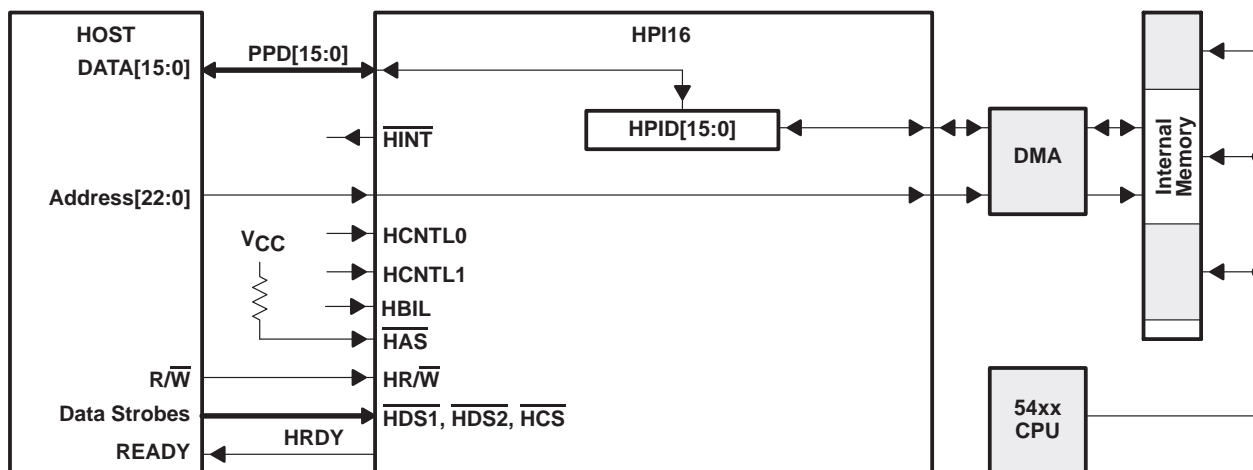 HOST
HPI16
DATA[15:0]
PPD[15:0]
HPID[15:0]
HINT
DMA
Internal
Memory
Address[22:0]
VCC
HCNTL0
HCNTL1
HBIL
HAS
R/W
HR/W
Data Strobes
HDS1, HDS2, HCS
54xx
CPU
READY
HRDY